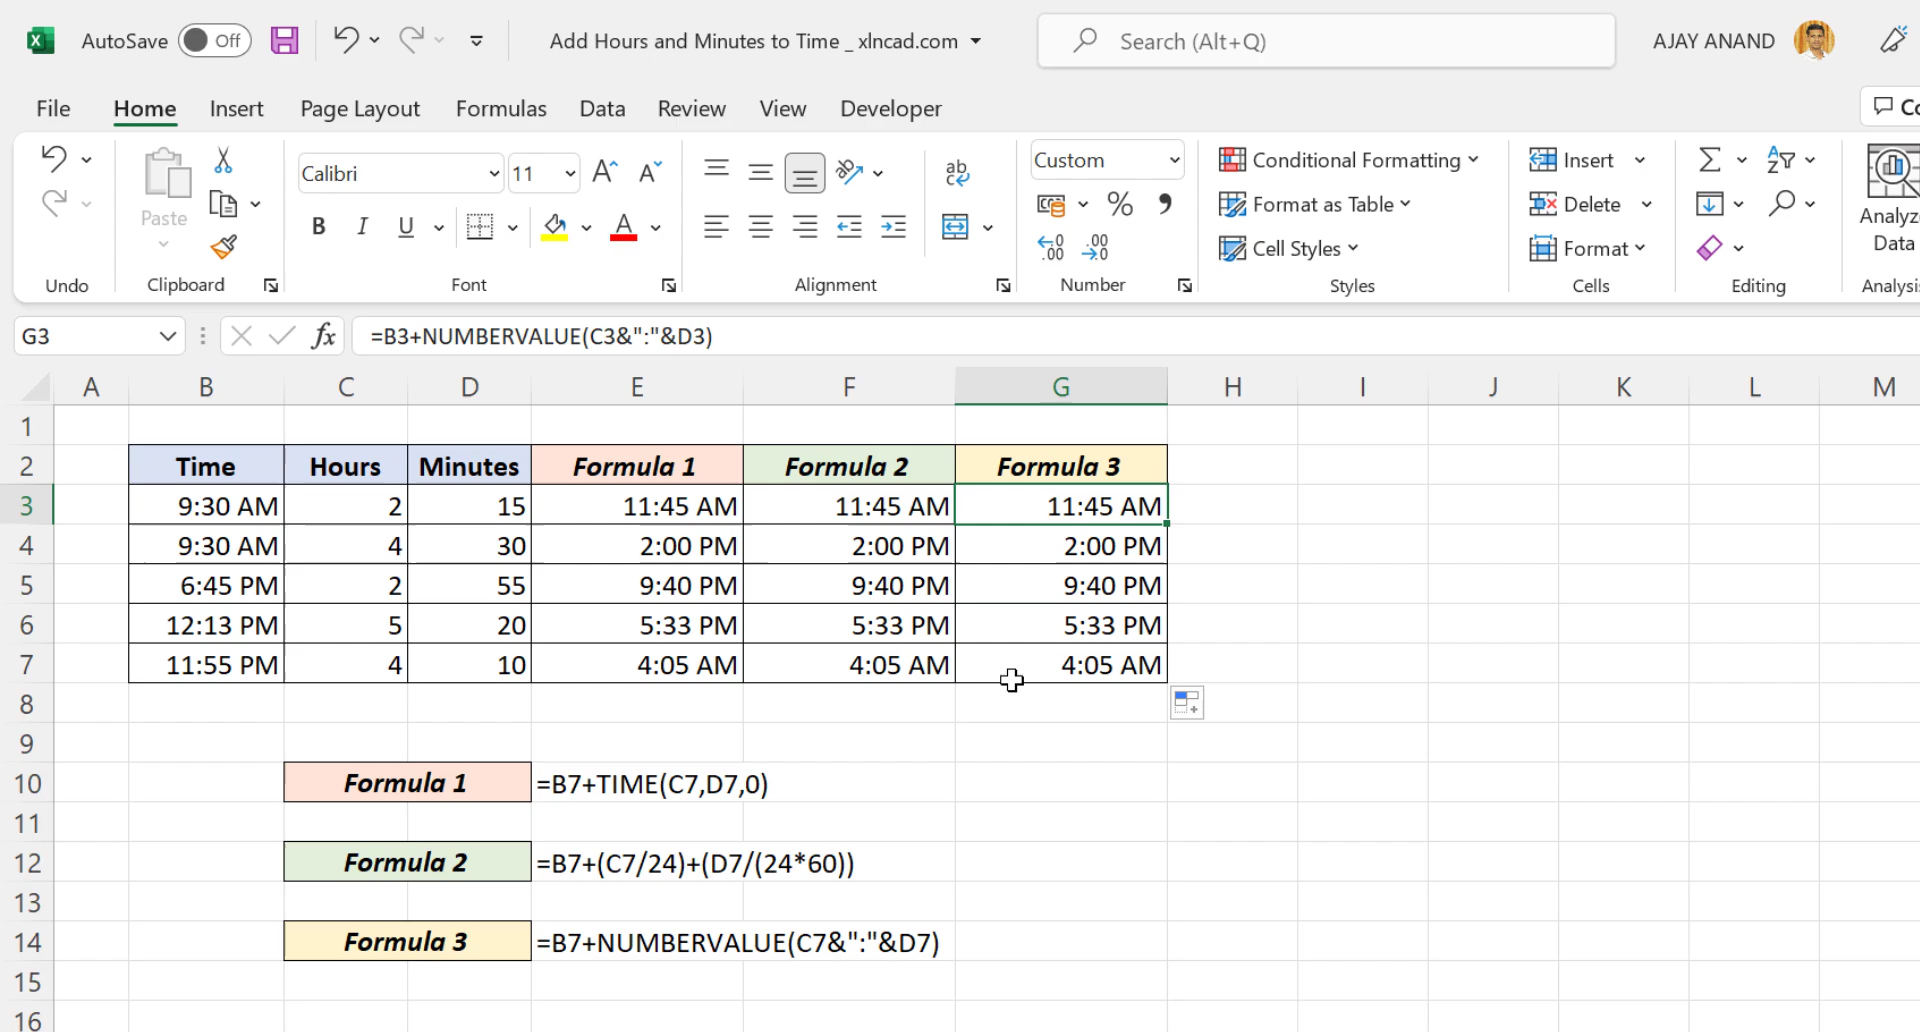 AutoSave Off Add Hours and Minutes to Time _ xlncad.com Search (Alt+Q) AJAY ANAND
File Home Insert Page Layout Formulas Data Review View Developer Co
Paste Calibri 11 A A ab c Custom Conditional Formatting Insert Σ A Z
B I U A % , Format as Table Delete Analyze
←0 .00 .00 →0 Cell Styles Format Data
Undo Clipboard Font Alignment Number Styles Cells Editing Analysis
G3 fx =B3+NUMBERVALUE(C3&":"&D3)
A B C D E F G H I J K L M
1
2 Time Hours Minutes Formula 1 Formula 2 Formula 3
3 9:30 AM 2 15 11:45 AM 11:45 AM 11:45 AM
4 9:30 AM 4 30 2:00 PM 2:00 PM 2:00 PM
5 6:45 PM 2 55 9:40 PM 9:40 PM 9:40 PM
6 12:13 PM 5 20 5:33 PM 5:33 PM 5:33 PM
7 11:55 PM 4 10 4:05 AM 4:05 AM 4:05 AM
8
9
10 Formula 1 =B7+TIME(C7,D7,0)
11
12 Formula 2 =B7+(C7/24)+(D7/(24*60))
13
14 Formula 3 =B7+NUMBERVALUE(C7&":"&D7)
15
16